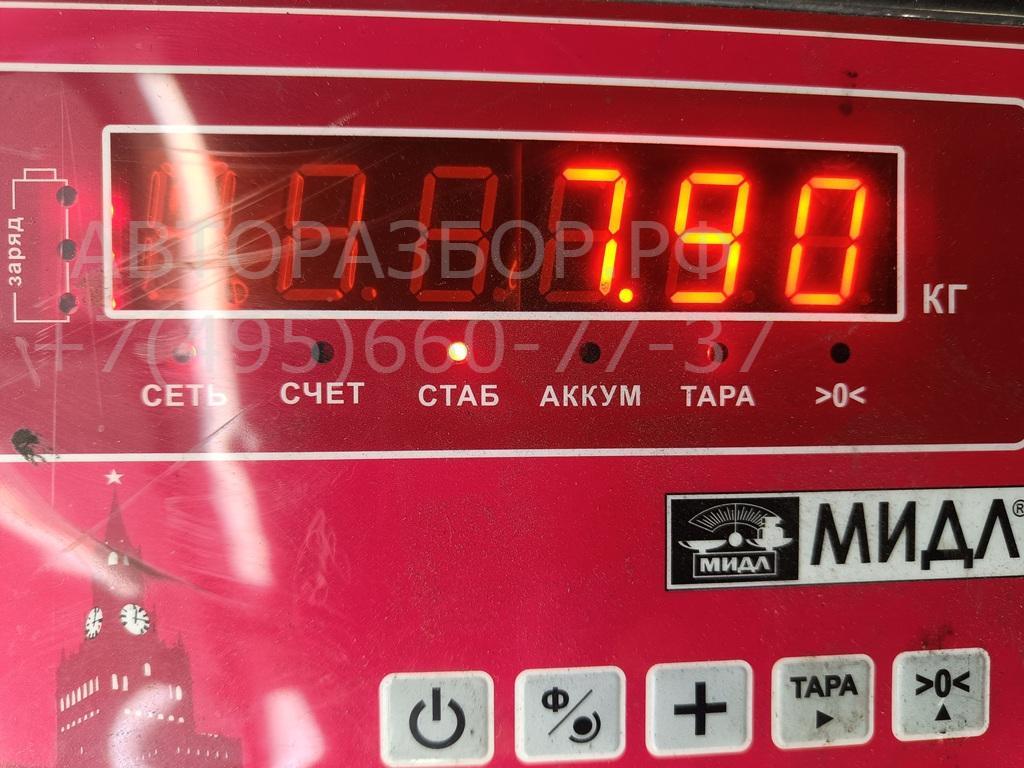 заряд
7.90
КГ
АВТОРАЗБОР.РФ
+7(495)660-77-37
СЕТЬ СЧЕТ СТАБ АККУМ ТАРА >0<
МИДЛ МИДЛ®
Ф
ТАРА >0<